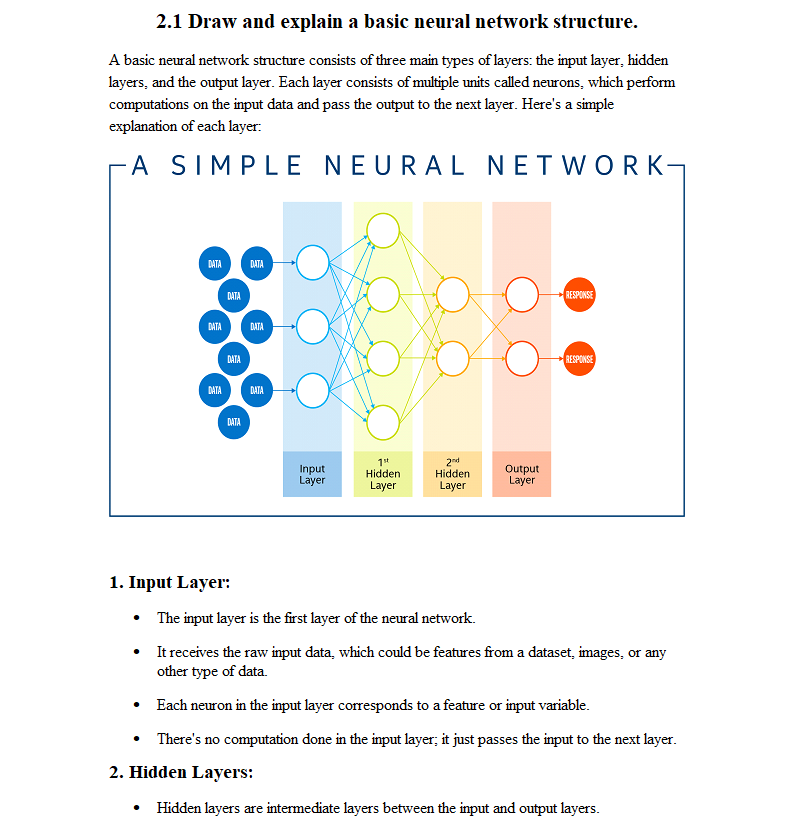 2.1 Draw and explain a basic neural network structure.
A basic neural network structure consists of three main types of layers: the input layer, hidden
layers, and the output layer. Each layer consists of multiple units called neurons, which perform
computations on the input data and pass the output to the next layer. Here's a simple
explanation of each layer:
A SIMPLE NEURAL NETWORK
DATA DATA
DATA
RESPONSE
DATA DATA
DATA
RESPONSE
DATA DATA
DATA
Input
Layer
1st
Hidden
Layer
2nd
Hidden
Layer
Output
Layer
1. Input Layer:
• The input layer is the first layer of the neural network.
• It receives the raw input data, which could be features from a dataset, images, or any
other type of data.
• Each neuron in the input layer corresponds to a feature or input variable.
• There's no computation done in the input layer; it just passes the input to the next layer.
2. Hidden Layers:
• Hidden layers are intermediate layers between the input and output layers.